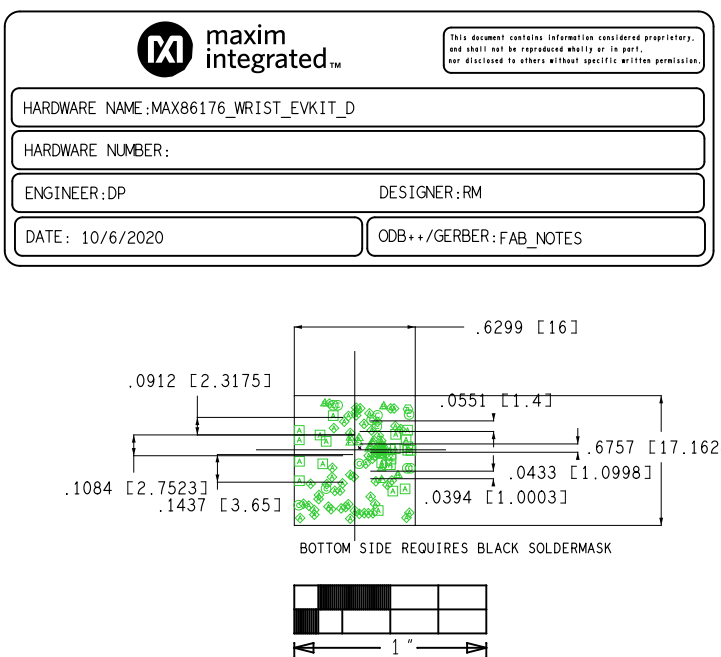 maxim
integrated™
This document contains information considered proprietary,
and shall not be reproduced wholly or in part,
nor disclosed to others without specific written permission.
HARDWARE NAME:MAX86176_WRIST_EVKIT_D
HARDWARE NUMBER:
ENGINEER:DP DESIGNER:RM
DATE: 10/6/2020 ODB++/GERBER:FAB_NOTES
.6299 [16]
.0912 [2.3175]
.0551 [1.4]
.6757 [17.162
.0433 [1.0998]
.1084 [2.7523]
.0394 [1.0003]
.1437 [3.65]
BOTTOM SIDE REQUIRES BLACK SOLDERMASK
1"